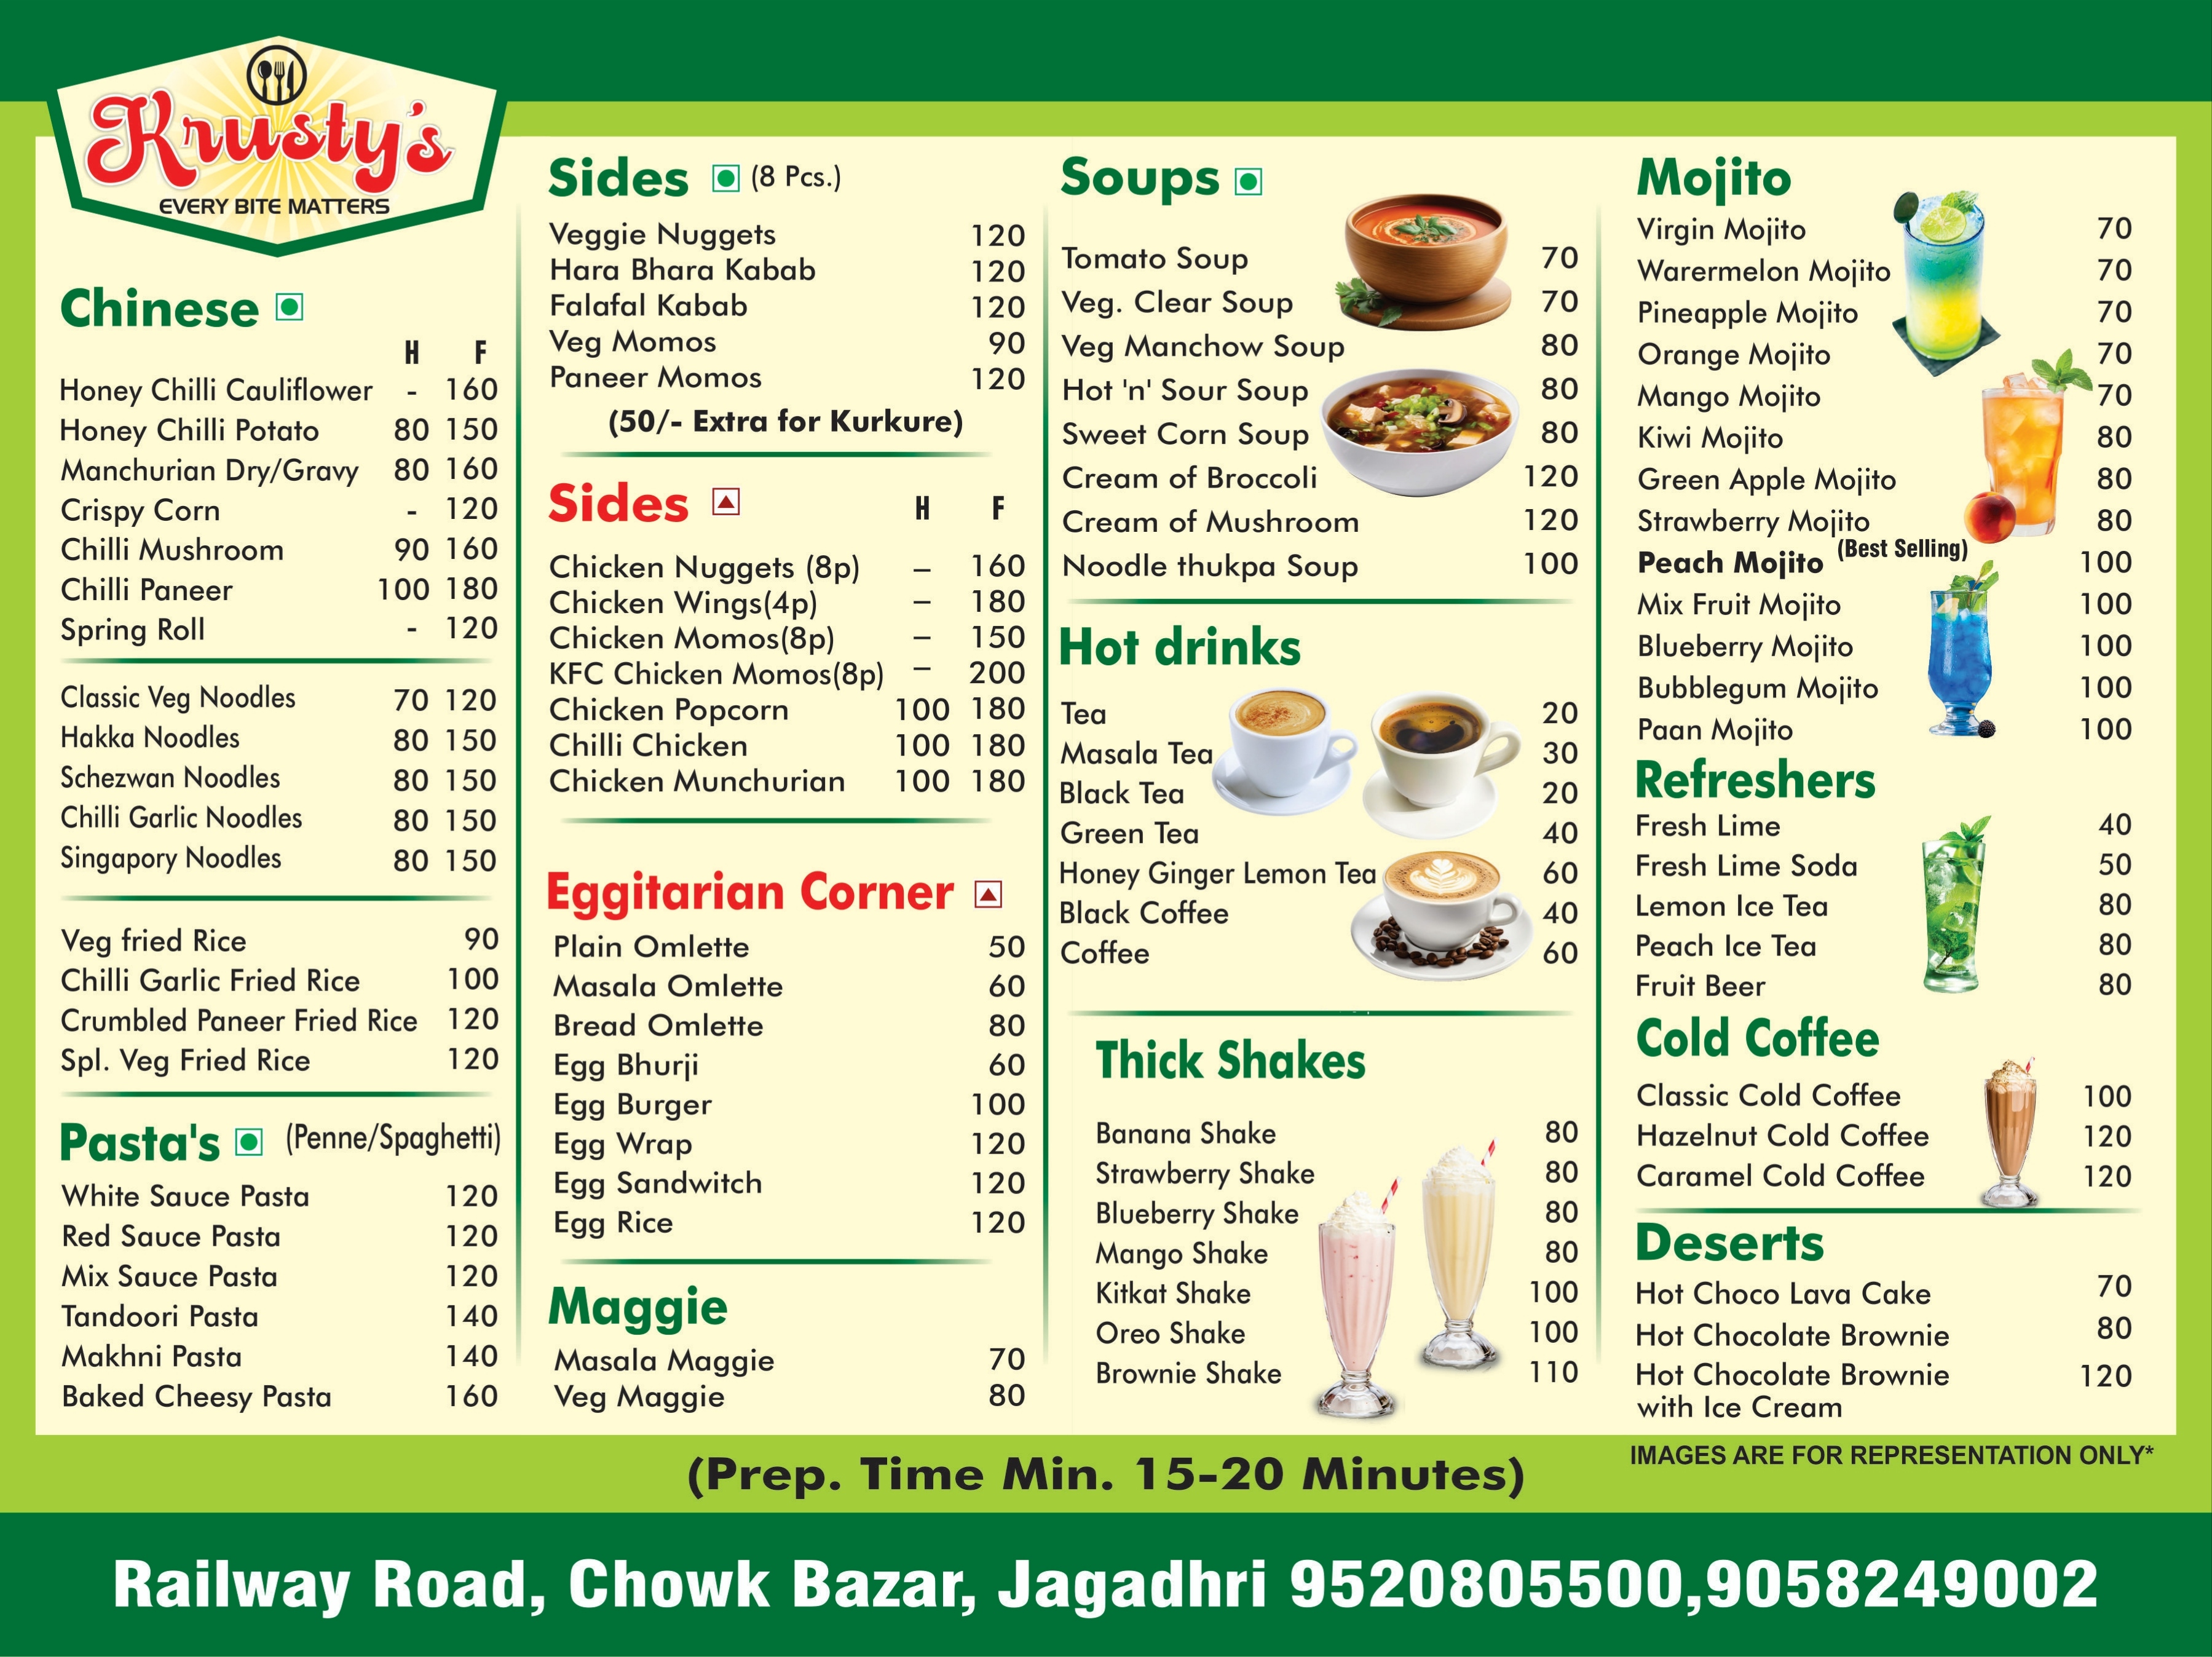 Krusty's
EVERY BITE MATTERS
Chinese
H F
Honey Chilli Cauliflower - 160
Honey Chilli Potato 80 150
Manchurian Dry/Gravy 80 160
Crispy Corn - 120
Chilli Mushroom 90 160
Chilli Paneer 100 180
Spring Roll - 120
Classic Veg Noodles 70 120
Hakka Noodles 80 150
Schezwan Noodles 80 150
Chilli Garlic Noodles 80 150
Singapory Noodles 80 150
Veg fried Rice 90
Chilli Garlic Fried Rice 100
Crumbled Paneer Fried Rice 120
Spl. Veg Fried Rice 120
Pasta's (Penne/Spaghetti)
White Sauce Pasta 120
Red Sauce Pasta 120
Mix Sauce Pasta 120
Tandoori Pasta 140
Makhni Pasta 140
Baked Cheesy Pasta 160
Sides (8 Pcs.)
Veggie Nuggets 120
Hara Bhara Kabab 120
Falafal Kabab 120
Veg Momos 90
Paneer Momos 120
(50/- Extra for Kurkure)
Sides H F
Chicken Nuggets (8p) – 160
Chicken Wings(4p) – 180
Chicken Momos(8p) – 150
KFC Chicken Momos(8p) – 200
Chicken Popcorn 100 180
Chilli Chicken 100 180
Chicken Munchurian 100 180
Eggitarian Corner
Plain Omlette 50
Masala Omlette 60
Bread Omlette 80
Egg Bhurji 60
Egg Burger 100
Egg Wrap 120
Egg Sandwitch 120
Egg Rice 120
Maggie
Masala Maggie 70
Veg Maggie 80
Soups
Tomato Soup 70
Veg. Clear Soup 70
Veg Manchow Soup 80
Hot 'n' Sour Soup 80
Sweet Corn Soup 80
Cream of Broccoli 120
Cream of Mushroom 120
Noodle thukpa Soup 100
Hot drinks
Tea 20
Masala Tea 30
Black Tea 20
Green Tea 40
Honey Ginger Lemon Tea 60
Black Coffee 40
Coffee 60
Thick Shakes
Banana Shake 80
Strawberry Shake 80
Blueberry Shake 80
Mango Shake 80
Kitkat Shake 100
Oreo Shake 100
Brownie Shake 110
Mojito
Virgin Mojito 70
Warermelon Mojito 70
Pineapple Mojito 70
Orange Mojito 70
Mango Mojito 70
Kiwi Mojito 80
Green Apple Mojito 80
Strawberry Mojito 80
Peach Mojito (Best Selling) 100
Mix Fruit Mojito 100
Blueberry Mojito 100
Bubblegum Mojito 100
Paan Mojito 100
Refreshers
Fresh Lime 40
Fresh Lime Soda 50
Lemon Ice Tea 80
Peach Ice Tea 80
Fruit Beer 80
Cold Coffee
Classic Cold Coffee 100
Hazelnut Cold Coffee 120
Caramel Cold Coffee 120
Deserts
Hot Choco Lava Cake 70
Hot Chocolate Brownie 80
Hot Chocolate Brownie 120
with Ice Cream
IMAGES ARE FOR REPRESENTATION ONLY*
(Prep. Time Min. 15-20 Minutes)
Railway Road, Chowk Bazar, Jagadhri 9520805500,9058249002